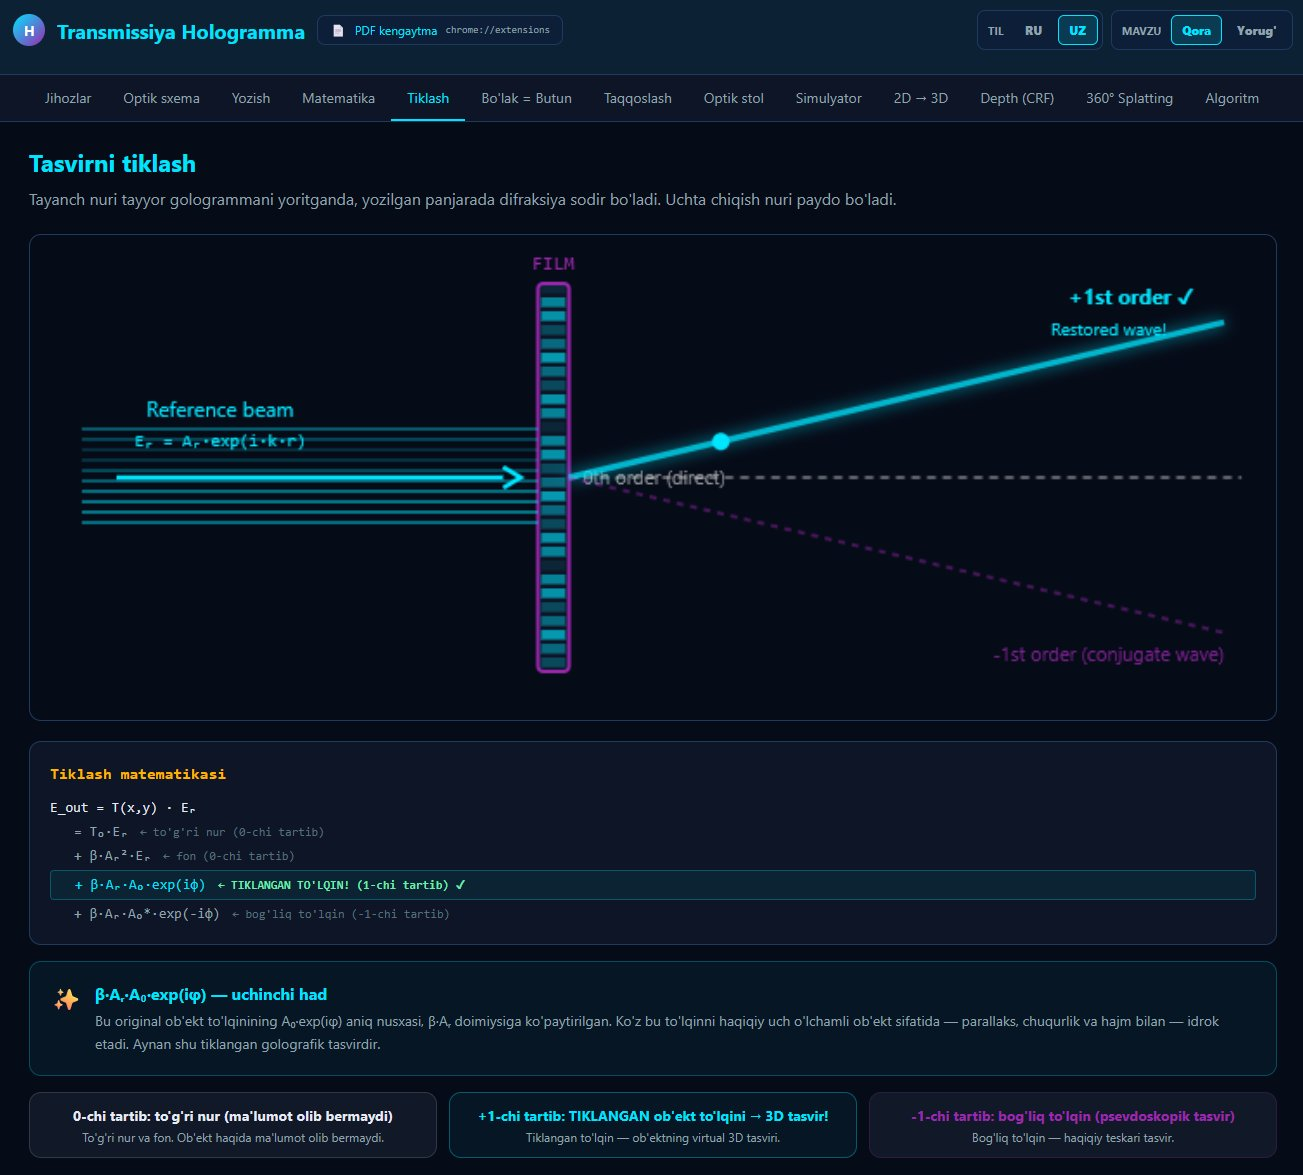 H Transmissiya Hologramma PDF kengaytma chrome://extensions TIL RU UZ MAVZU Qora Yorug'
Jihozlar Optik sxema Yozish Matematika Tiklash Bo'lak = Butun Taqqoslash Optik stol Simulyator 2D → 3D Depth (CRF) 360° Splatting Algoritm
Tasvirni tiklash
Tayanch nuri tayyor gologrammani yoritganda, yozilgan panjarada difraksiya sodir bo'ladi. Uchta chiqish nuri paydo bo'ladi.
FILM
+1st order ✓
Restored wave!
Reference beam
Eᵣ = Aᵣ·exp(i·k·r)
0th order (direct)
-1st order (conjugate wave)
Tiklash matematikasi
E_out = T(x,y) · Eᵣ
= T₀·Eᵣ ← to'g'ri nur (0-chi tartib)
+ β·Aᵣ²·Eᵣ ← fon (0-chi tartib)
+ β·Aᵣ·A₀·exp(iϕ) ← TIKLANGAN TO'LQIN! (1-chi tartib) ✓
+ β·Aᵣ·A₀*·exp(-iϕ) ← bog'liq to'lqin (-1-chi tartib)
✨ β·Aᵣ·A₀·exp(iφ) — uchinchi had
Bu original ob'ekt to'lqinining A₀·exp(iφ) aniq nusxasi, β·Aᵣ doimiysiga ko'paytirilgan. Ko'z bu to'lqinni haqiqiy uch o'lchamli ob'ekt sifatida — parallaks, chuqurlik va hajm bilan — idrok
etadi. Aynan shu tiklangan golografik tasvirdir.
0-chi tartib: to'g'ri nur (ma'lumot olib bermaydi)
To'g'ri nur va fon. Ob'ekt haqida ma'lumot olib bermaydi.
+1-chi tartib: TIKLANGAN ob'ekt to'lqini → 3D tasvir!
Tiklangan to'lqin — ob'ektning virtual 3D tasviri.
-1-chi tartib: bog'liq to'lqin (psevdoskopik tasvir)
Bog'liq to'lqin — haqiqiy teskari tasvir.